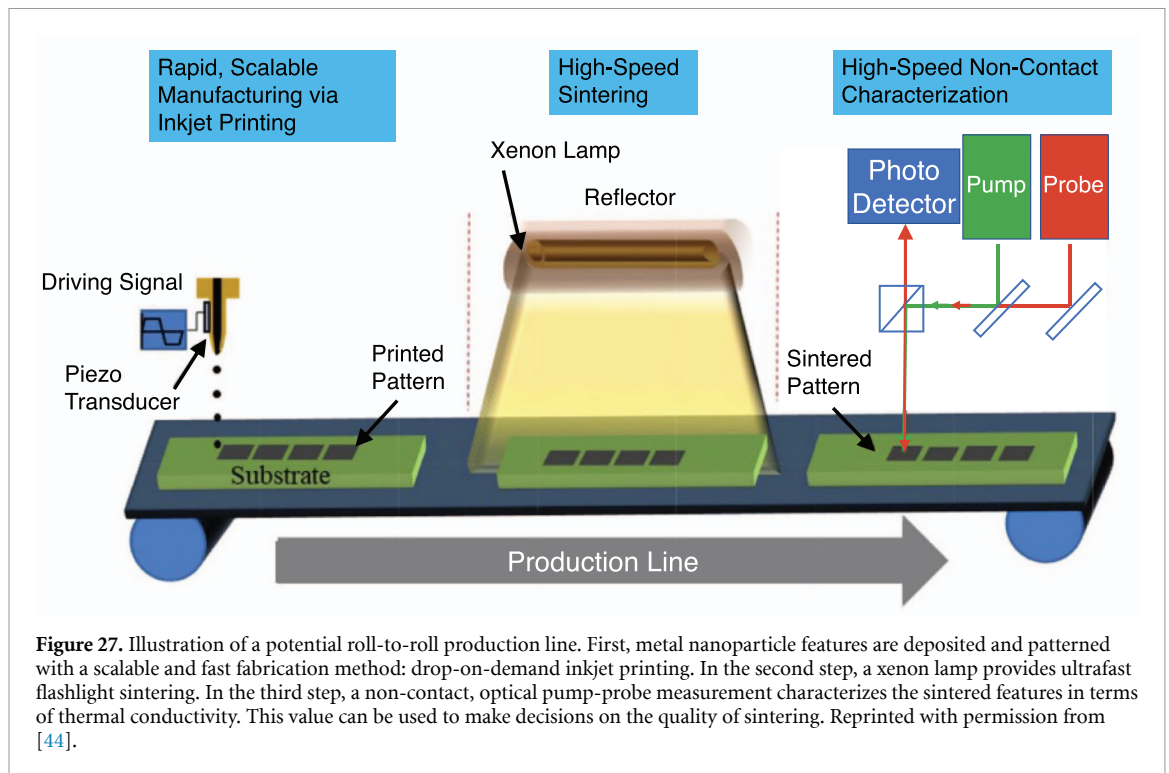 Rapid, Scalable
Manufacturing via
Inkjet Printing
High-Speed
Sintering
High-Speed Non-Contact
Characterization
Xenon Lamp
Reflector
Photo
Detector
Pump
Probe
Driving Signal
Piezo
Transducer
Printed
Pattern
Sintered
Pattern
Substrate
Production Line
Figure 27. Illustration of a potential roll-to-roll production line. First, metal nanoparticle features are deposited and patterned
with a scalable and fast fabrication method: drop-on-demand inkjet printing. In the second step, a xenon lamp provides ultrafast
flashlight sintering. In the third step, a non-contact, optical pump-probe measurement characterizes the sintered features in terms
of thermal conductivity. This value can be used to make decisions on the quality of sintering. Reprinted with permission from
[44].